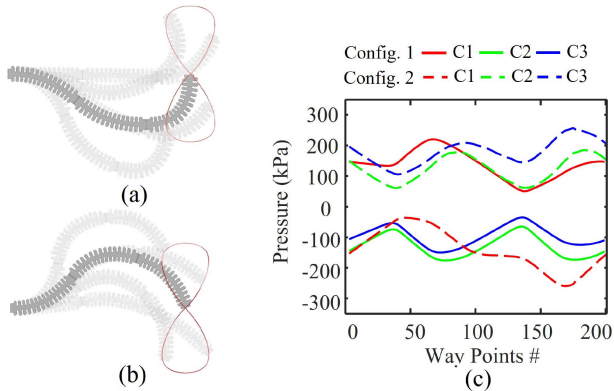 (a)
(b)
Config. 1 C1 C2 C3
Config. 2 C1 C2 C3
Pressure (kPa)
300
200
100
0
-100
-200
-300
0 50 100 150 200
Way Points #
(c)